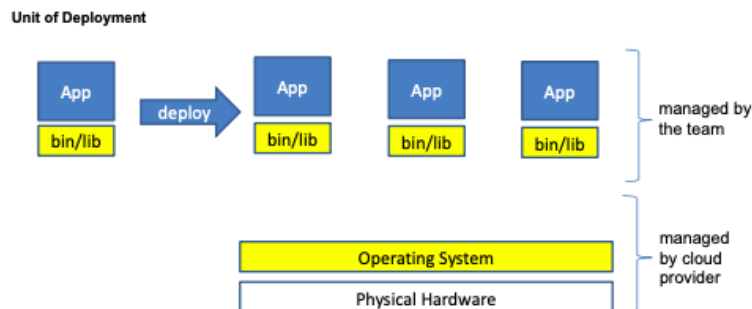 Unit of Deployment
App
bin/lib
deploy
App
bin/lib
App
bin/lib
App
bin/lib
managed by
the team
Operating System
Physical Hardware
managed
by cloud
provider